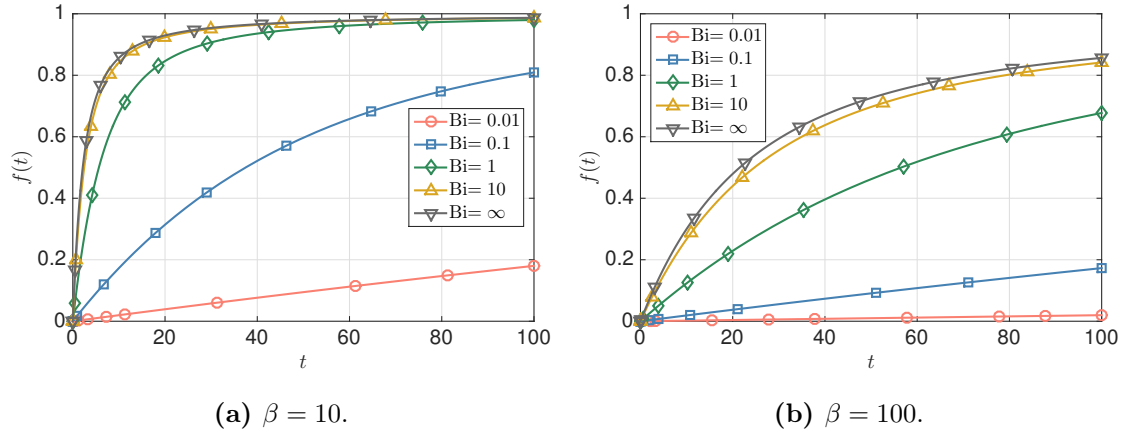 1
0.8
0.6
0.4
0.2
0
f(t)
0 20 40 60 80 100
t
Bi= 0.01
Bi= 0.1
Bi= 1
Bi= 10
Bi= ∞
(a) β = 10.
1
0.8
0.6
0.4
0.2
0
f(t)
Bi= 0.01
Bi= 0.1
Bi= 1
Bi= 10
Bi= ∞
0 20 40 60 80 100
t
(b) β = 100.